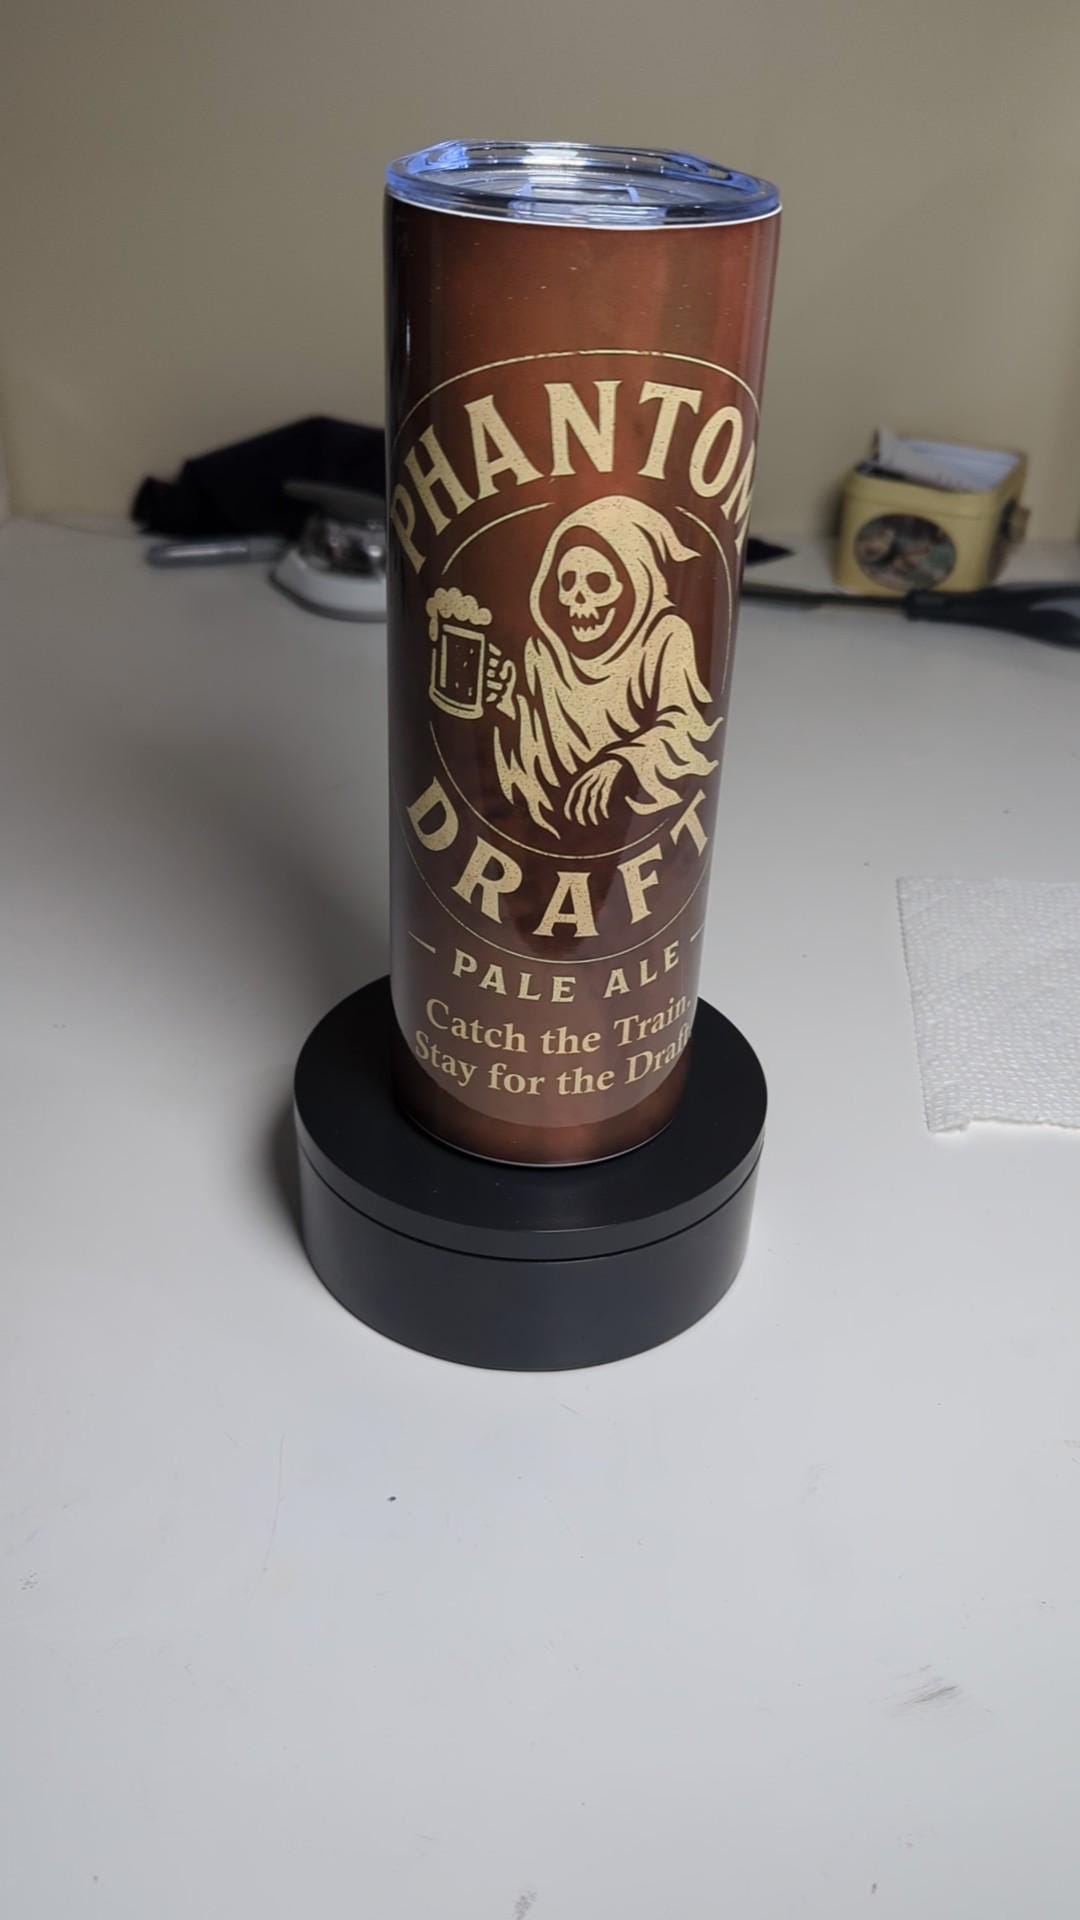 PHANTOM
DRAFT
— PALE ALE —
Catch the Train.
Stay for the Draft